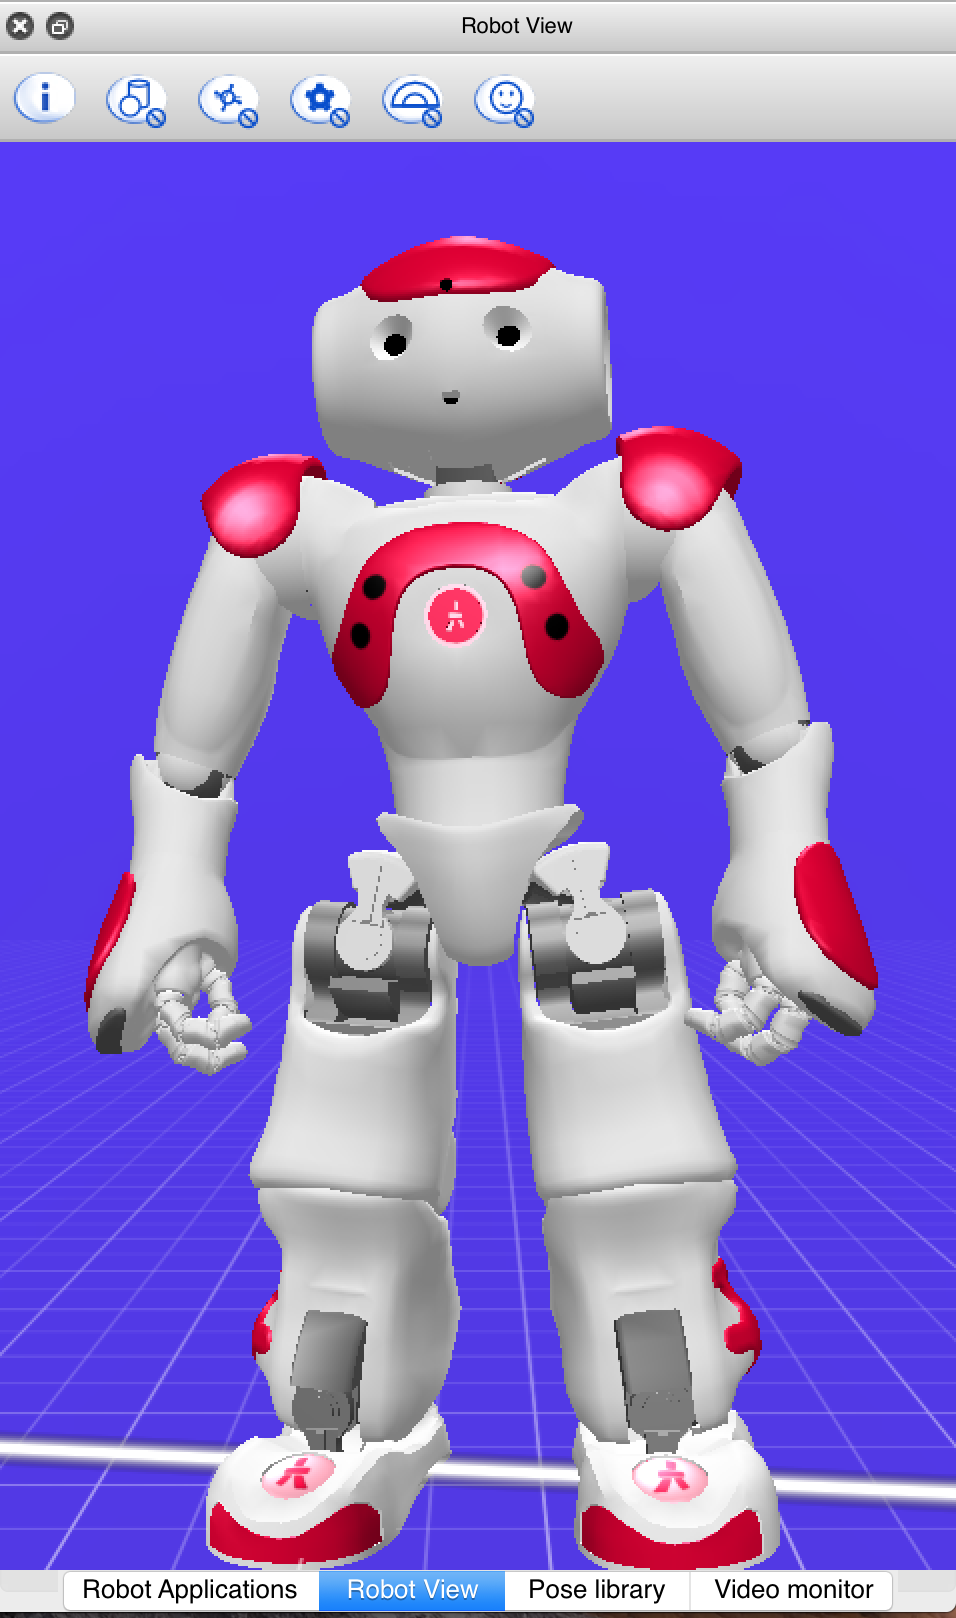 Robot View
Robot Applications
Robot View
Pose library
Video monitor